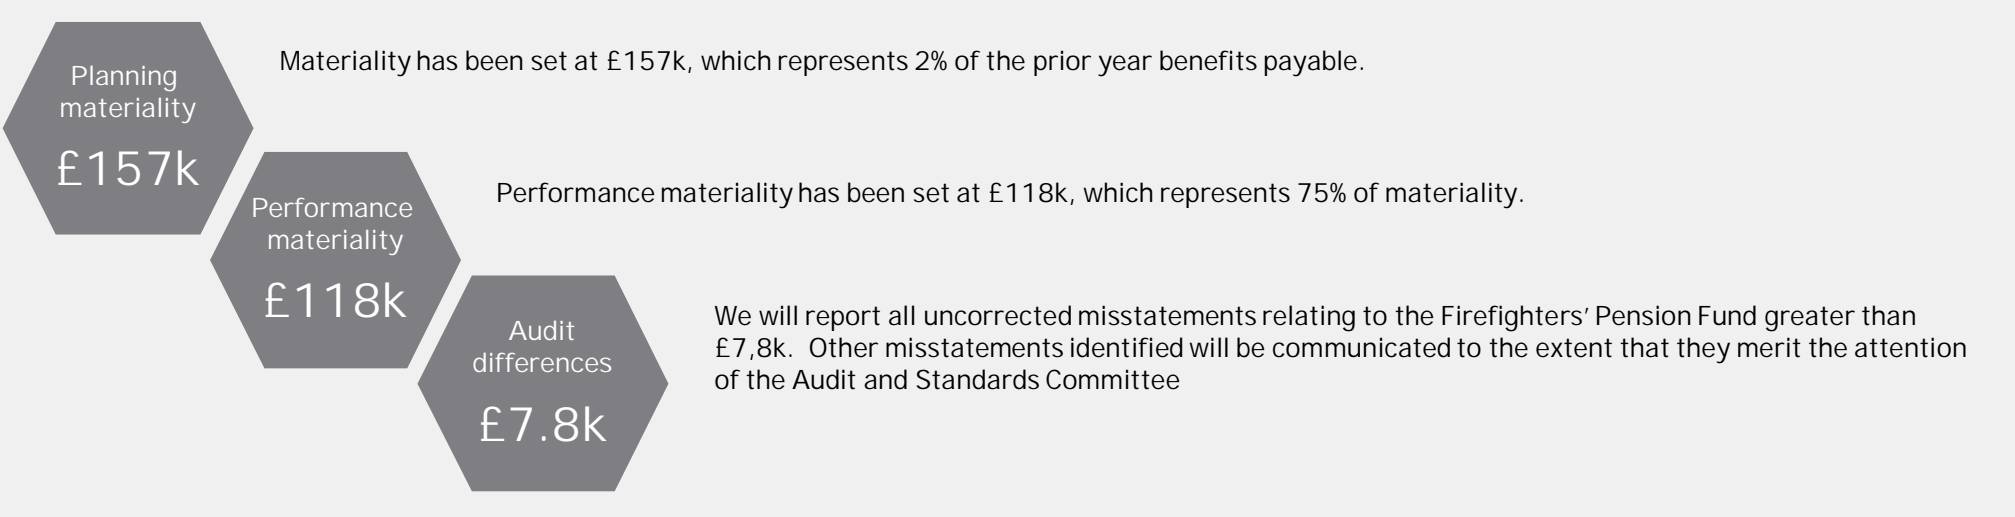 Planning
materiality
£157k
Materiality has been set at £157k, which represents 2% of the prior year benefits payable.
Performance
materiality
£118k
Performance materiality has been set at £118k, which represents 75% of materiality.
Audit
differences
£7.8k
We will report all uncorrected misstatements relating to the Firefighters’ Pension Fund greater than
£7,8k.  Other misstatements identified will be communicated to the extent that they merit the attention
of the Audit and Standards Committee